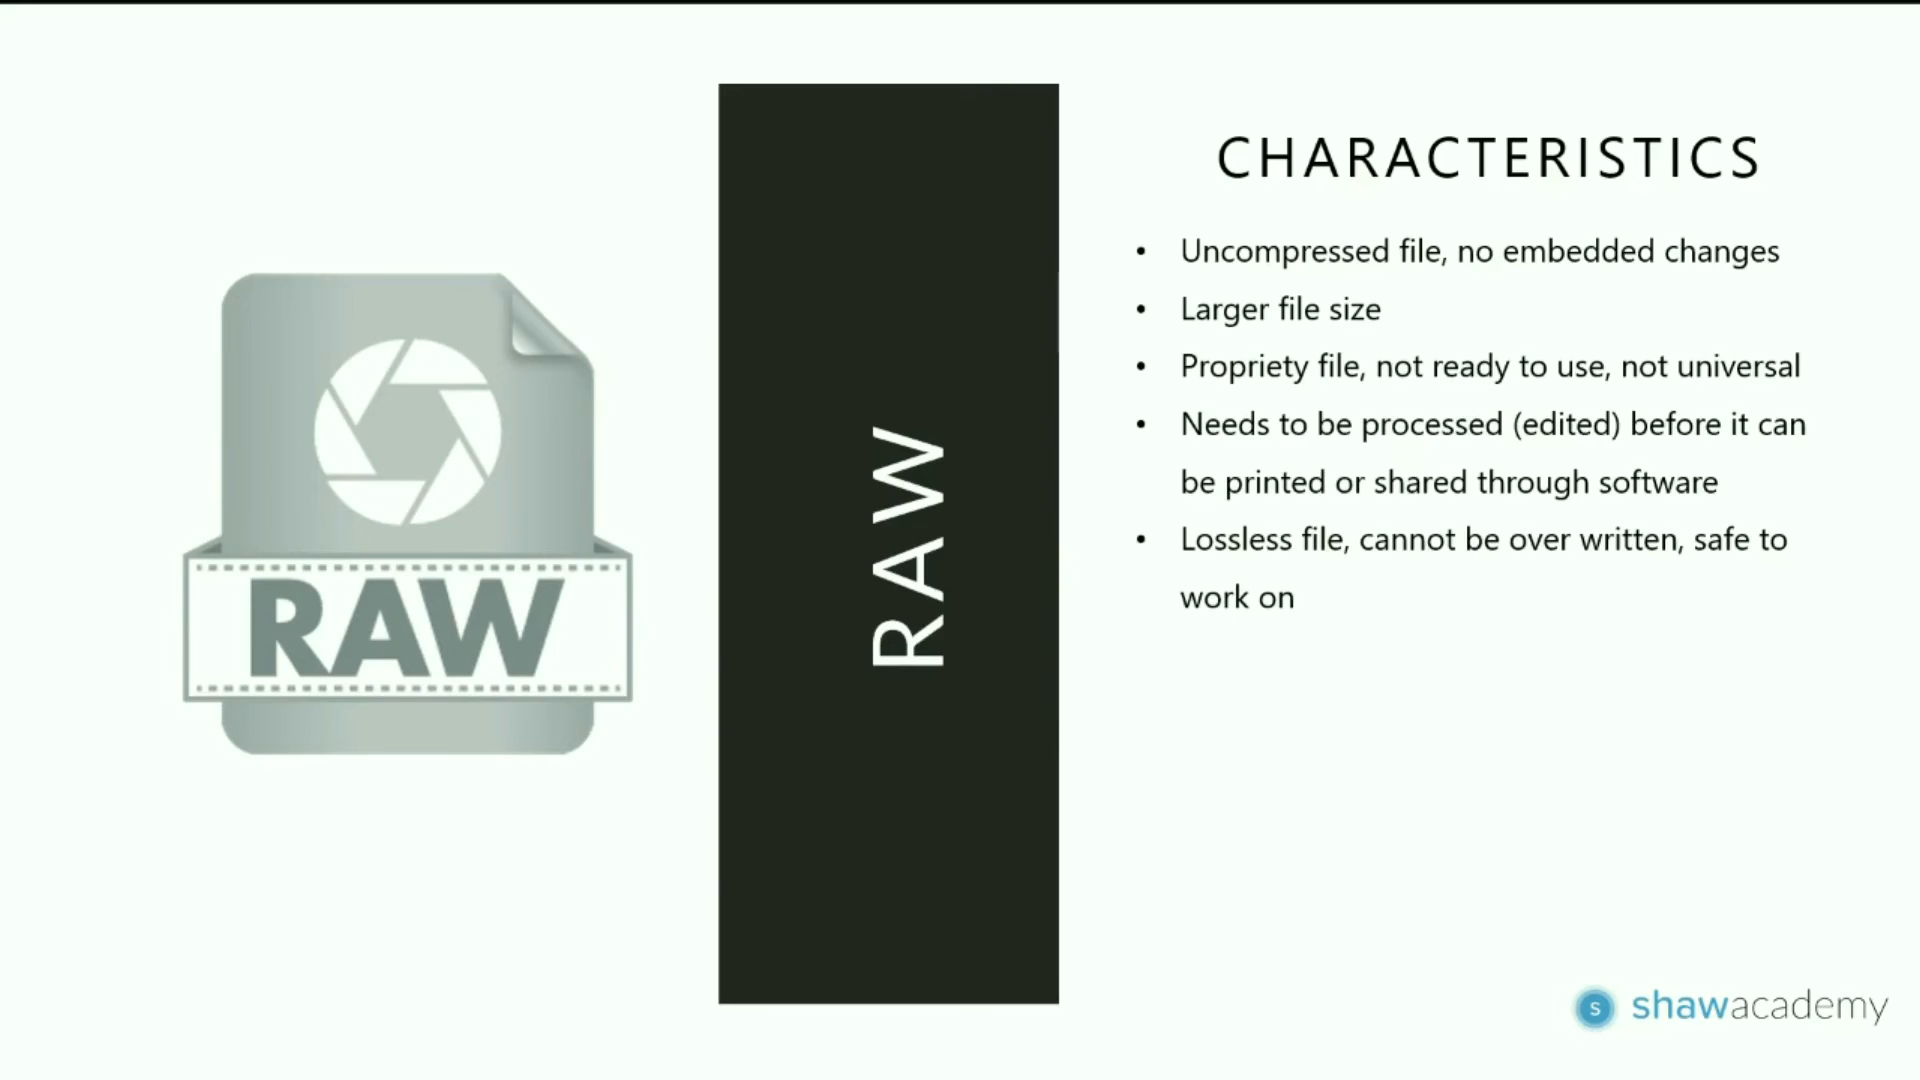 RAW
RAW
CHARACTERISTICS
• Uncompressed file, no embedded changes
• Larger file size
• Propriety file, not ready to use, not universal
• Needs to be processed (edited) before it can
be printed or shared through software
• Lossless file, cannot be over written, safe to
work on
s shawacademy